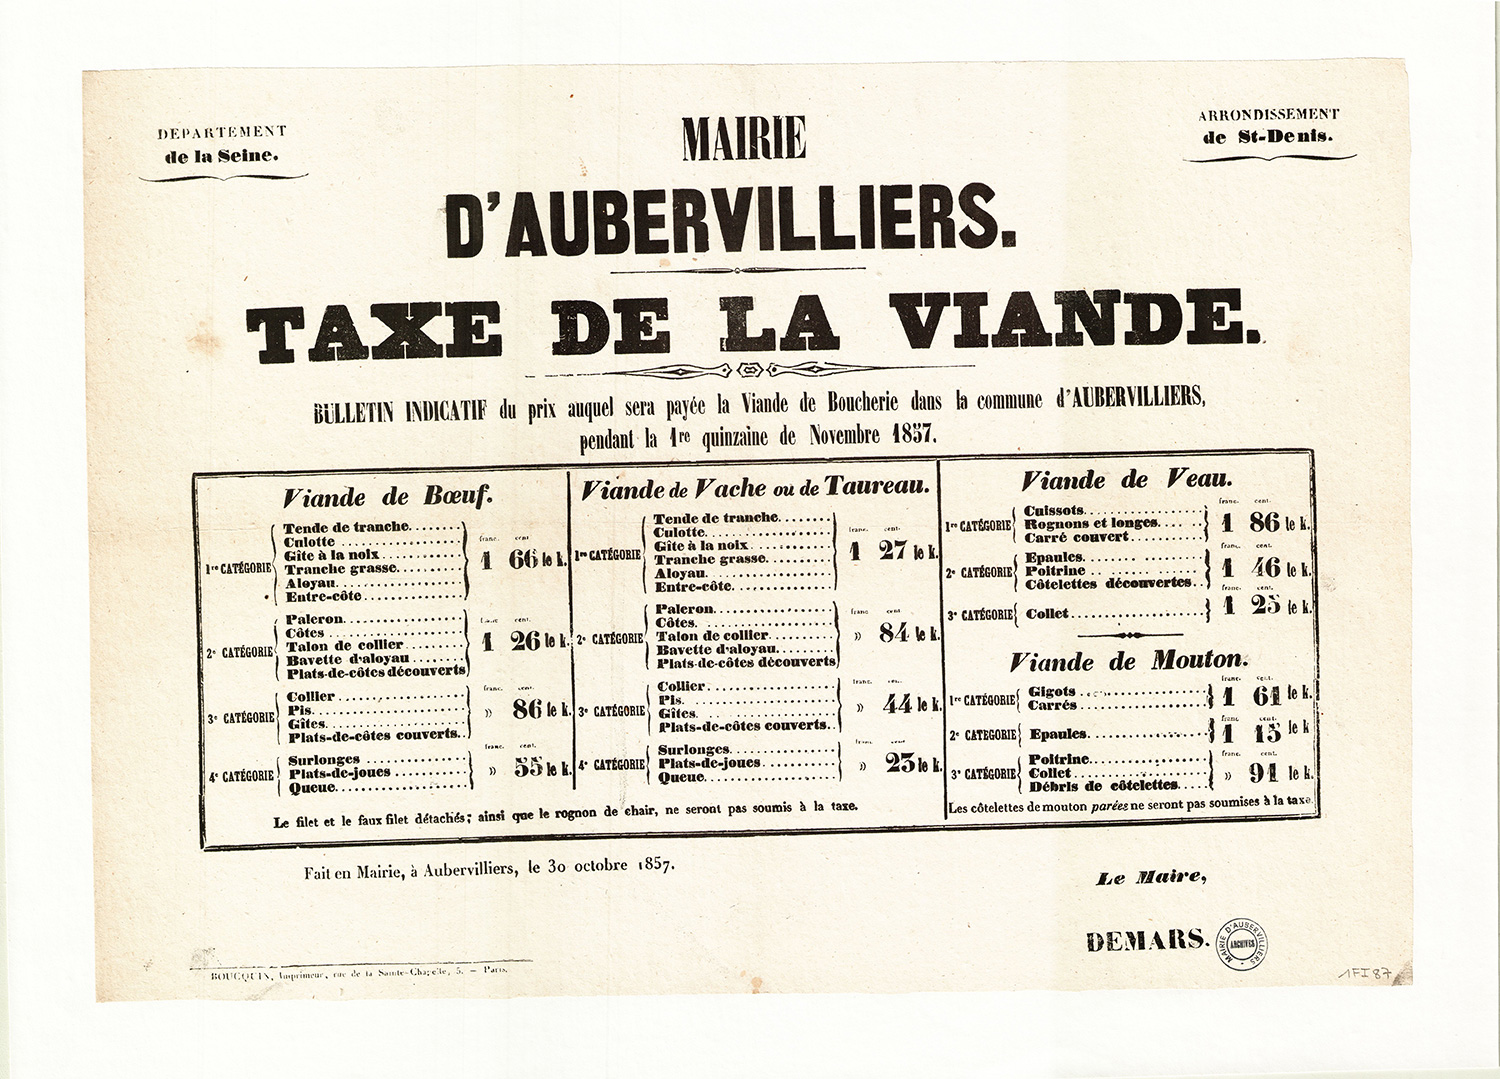 DEPARTEMENT
de la Seine.
ARRONDISSEMENT
de St-Denis.
MAIRIE
D'AUBERVILLIERS.
TAXE DE LA VIANDE.
BULLETIN INDICATIF du prix auquel sera payée la Viande de Boucherie dans la commune d'AUBERVILLIERS,
pendant la 1re quinzaine de Novembre 1857.
Viande de Bœuf.
1re CATÉGORIE
Tende de tranche........
Culotte
Gîte à la noix
Tranche grasse
Aloyau
Entre-côte
franc. cent
1 66 le k.
2e CATÉGORIE
Paleron
Côtes
Talon de collier
Bavette d'aloyau
Plats-de-côtes découverts
cent.
1 26 le k.
3e CATÉGORIE
Collier
Pis
Gîtes
Plats-de-côtes couverts..
franc. cent.
» 86 le k.
4e CATÉGORIE
Surlonges
Plats-de-joues
Queue
franc. cent.
» 55 le k.
Viande de Vache ou de Taureau.
1re CATÉGORIE
Tende de tranche
Culotte
Gîte à la noix
Tranche grasse
Aloyau
Entre-côte
franc. cent.
1 27 le k.
2e CATÉGORIE
Paleron
Côtes
Talon de collier
Bavette d'aloyau
Plats-de-côtes découverts
franc. cent.
» 84 le k.
3e CATÉGORIE
Collier
Pis
Gîtes
Plats-de-côtes couverts..
franc. cent.
» 44 le k.
4e CATÉGORIE
Surlonges
Plats-de-joues
Queue
franc. cent.
» 23 le k.
Le filet et le faux filet détachés; ainsi que le rognon de chair, ne seront pas soumis à la taxe.
Viande de Veau.
1re CATÉGORIE
Cuissots
Rognons et longes
Carré couvert
franc. cent.
1 86 le k.
2e CATÉGORIE
Epaules
Poitrine
Côtelettes découvertes..
franc. cent.
1 46 le k.
3e CATÉGORIE
Collet
franc. cent.
1 25 le k.
Viande de Mouton.
1re CATÉGORIE
Gigots
Carrés
franc. cent.
1 61 le k.
2e CATEGORIE
Epaules
franc. cent.
1 15 le k
3e CATÉGORIE
Poitrine
Collet
Débris de côtelettes
franc. cent.
» 91 le k.
Les côtelettes de mouton parées ne seront pas soumises à la taxe.
Fait en Mairie, à Aubervilliers, le 30 octobre 1857.
Le Maire,
DEMARS.
MAIRIE D'AUBERVILLIERS
ARCHIVES
BOUCQUIN, Imprimeur, rue de la Sainte-Chapelle, 5. — Paris.
1FI87